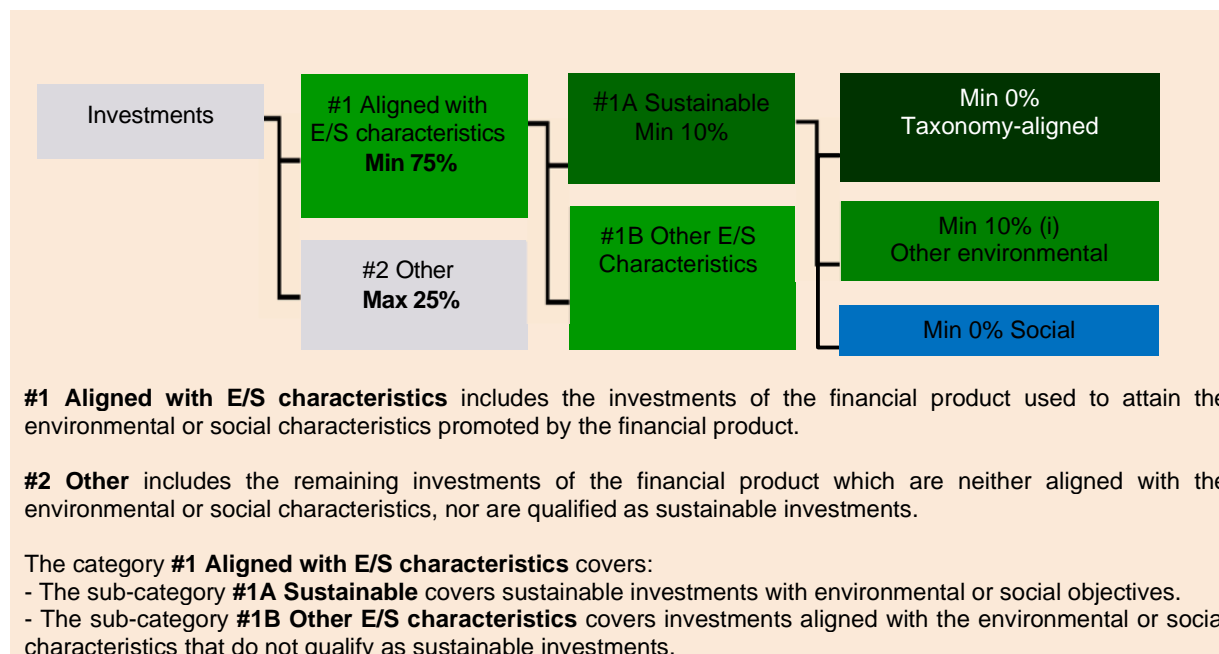 Investments
#1 Aligned with
E/S characteristics
Min 75%
#2 Other
Max 25%
#1A Sustainable
Min 10%
#1B Other E/S
Characteristics
Min 0%
Taxonomy-aligned
Min 10% (i)
Other environmental
Min 0% Social
#1 Aligned with E/S characteristics includes the investments of the financial product used to attain the
environmental or social characteristics promoted by the financial product.
#2 Other includes the remaining investments of the financial product which are neither aligned with the
environmental or social characteristics, nor are qualified as sustainable investments.
The category #1 Aligned with E/S characteristics covers:
- The sub-category #1A Sustainable covers sustainable investments with environmental or social objectives.
- The sub-category #1B Other E/S characteristics covers investments aligned with the environmental or social
characteristics that do not qualify as sustainable investments.